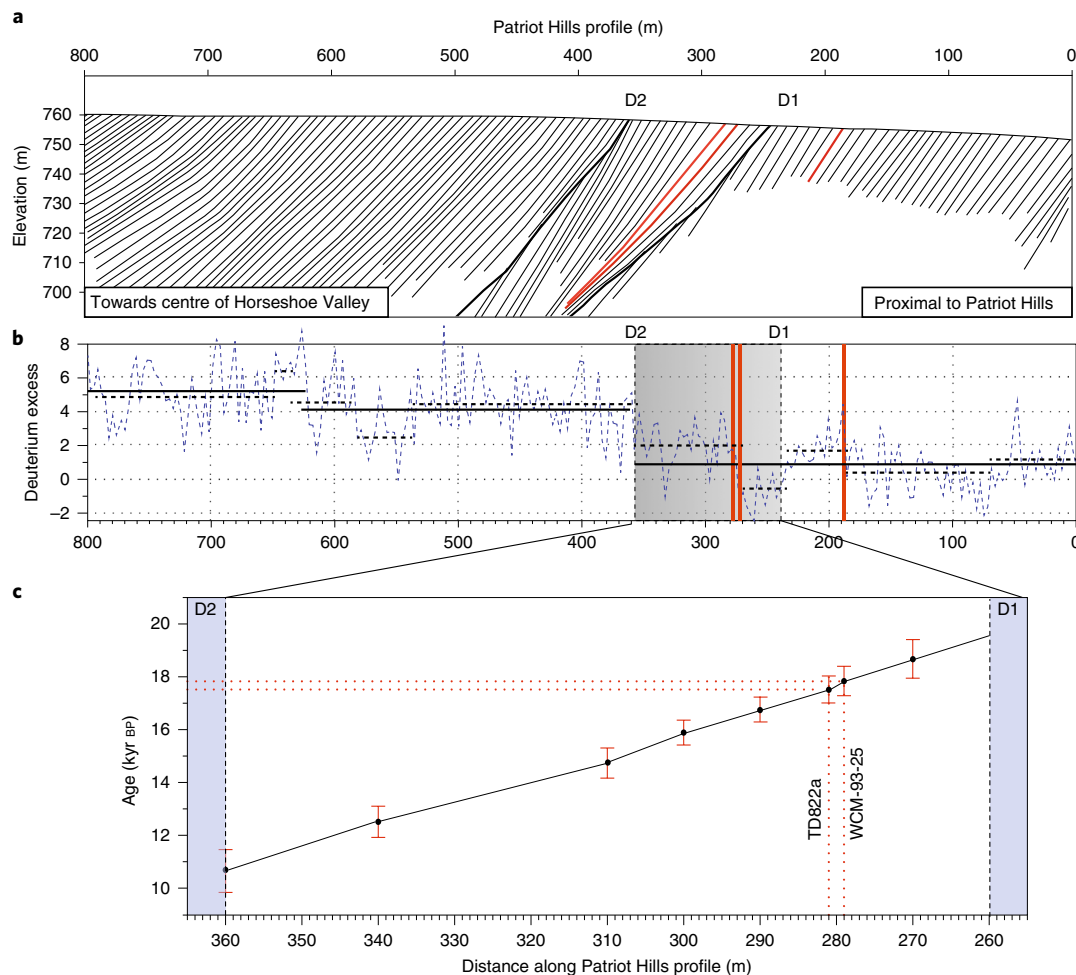 a
Patriot Hills profile (m)
800 700 600 500 400 300 200 100 0
D2 D1
760
750
740
730
720
710
700
Elevation (m)
Towards centre of Horseshoe Valley
Proximal to Patriot Hills
b
D2 D1
8
6
4
2
0
−2
Deuterium excess
800 700 600 500 400 300 200 100 0
c
D2 D1
20
18
16
14
12
10
Age (kyr BP)
TD822a
WCM-93-25
360 350 340 310 300 290 280 270 260
Distance along Patriot Hills profile (m)